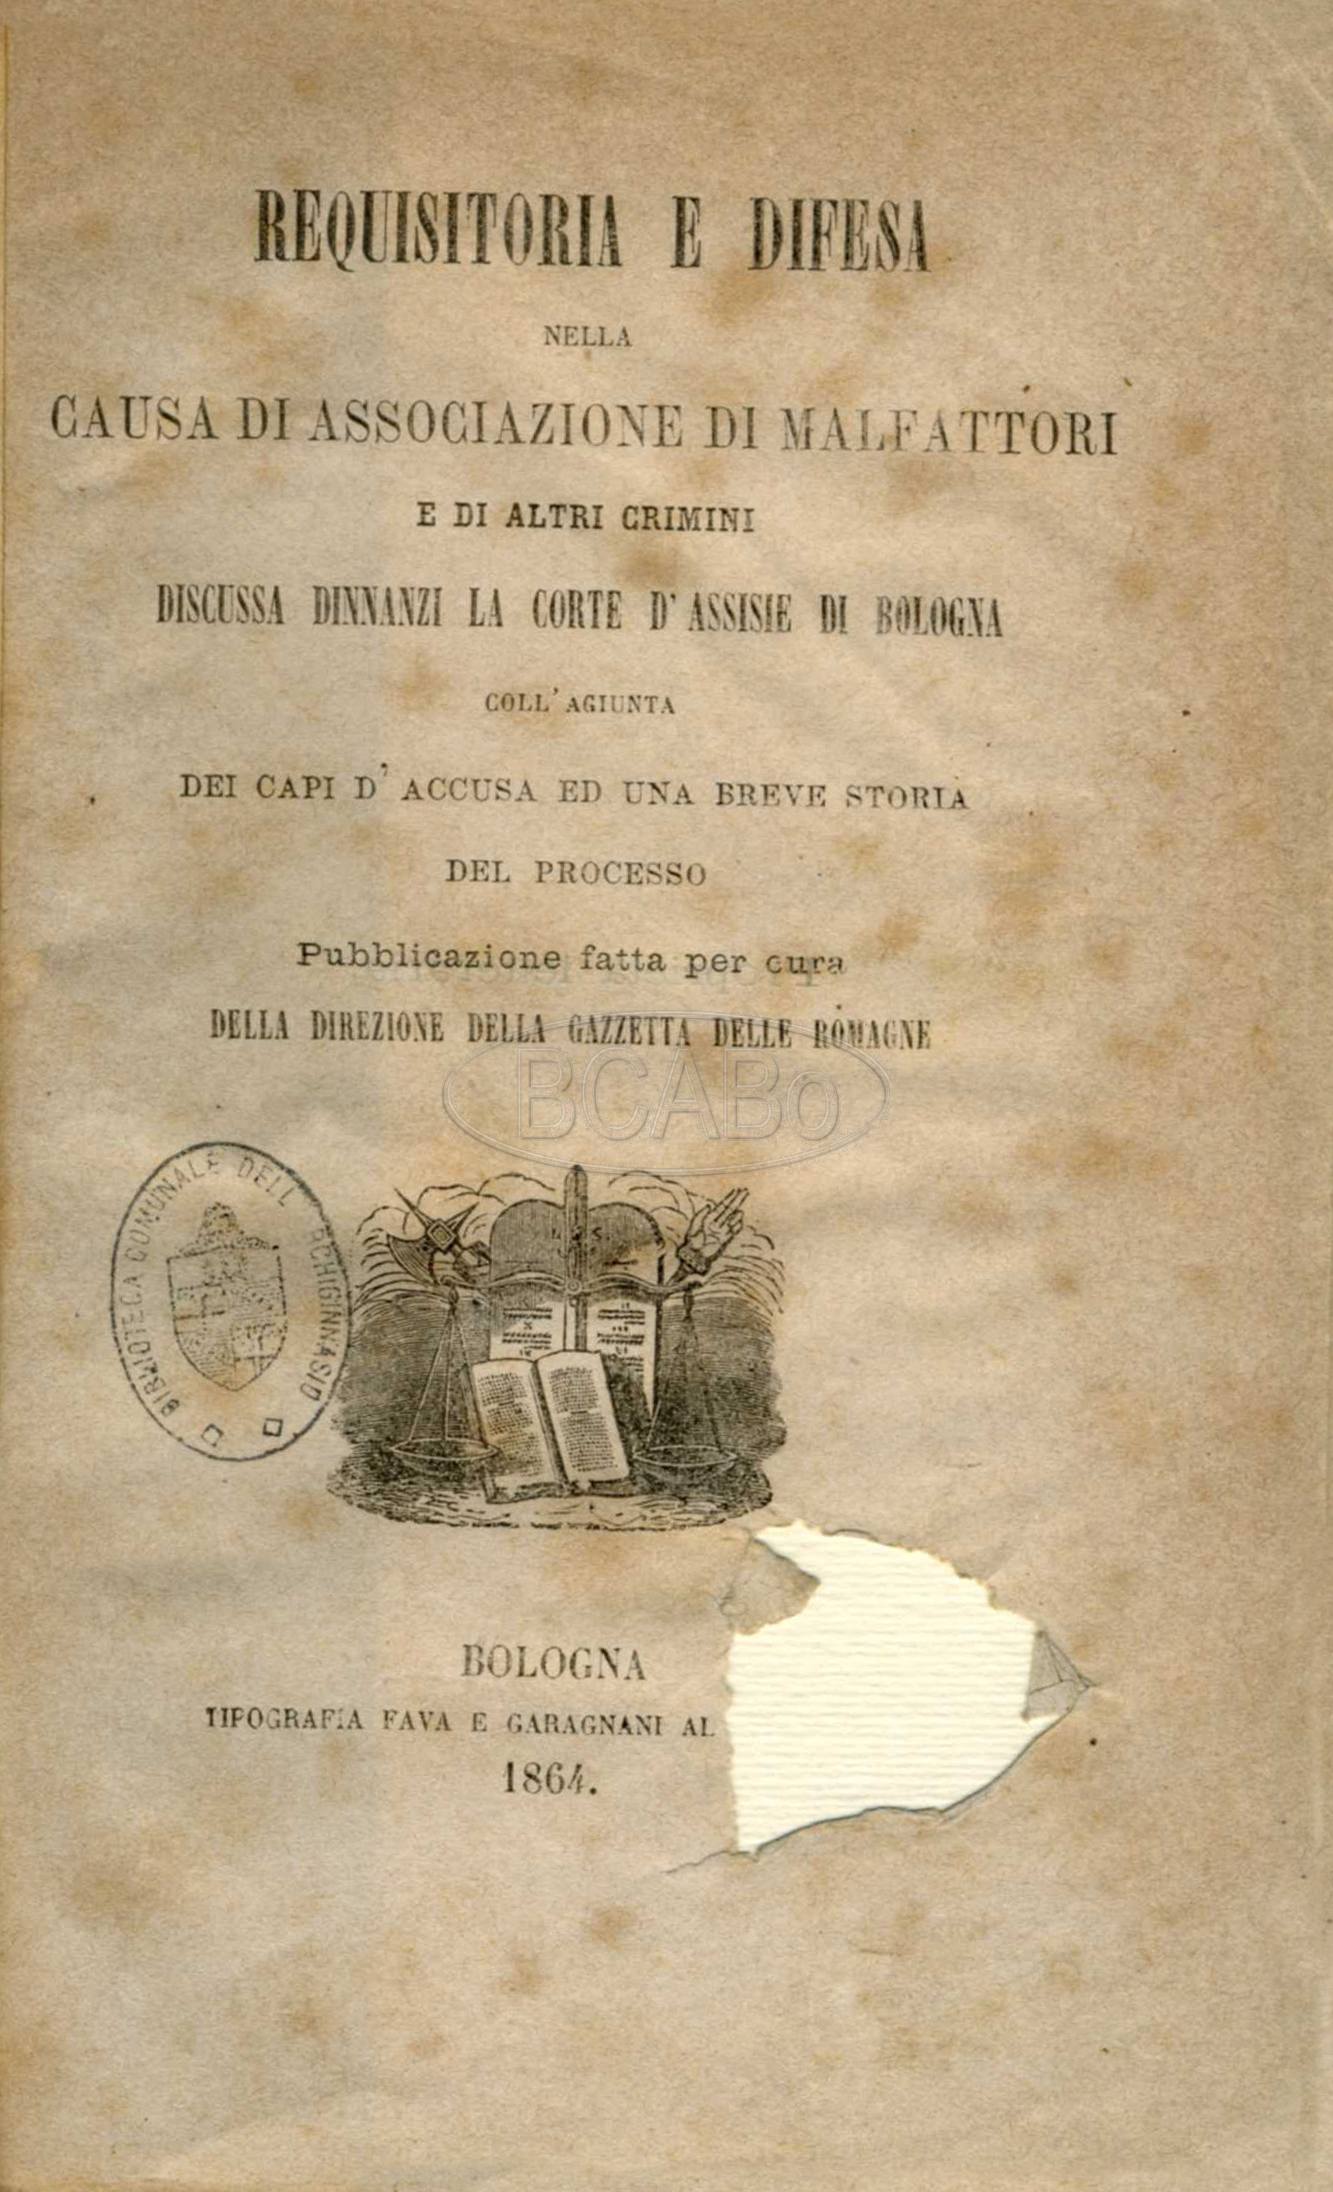 REQUISITORIA E DIFESA
NELLA
CAUSA DI ASSOCIAZIONE DI MALFATTORI
E DI ALTRI CRIMINI
DISCUSSA DINNANZI LA CORTE D'ASSISIE DI BOLOGNA
COLL'AGIUNTA
DEI CAPI D'ACCUSA ED UNA BREVE STORIA
DEL PROCESSO
Pubblicazione fatta per cura
DELLA DIREZIONE DELLA GAZZETTA DELLE ROMAGNE
BCABo
BIBLIOTECA COMUNALE DELL'ARCHIGINNASIO
BOLOGNA
TIPOGRAFIA FAVA E GARAGNANI AL
1864.